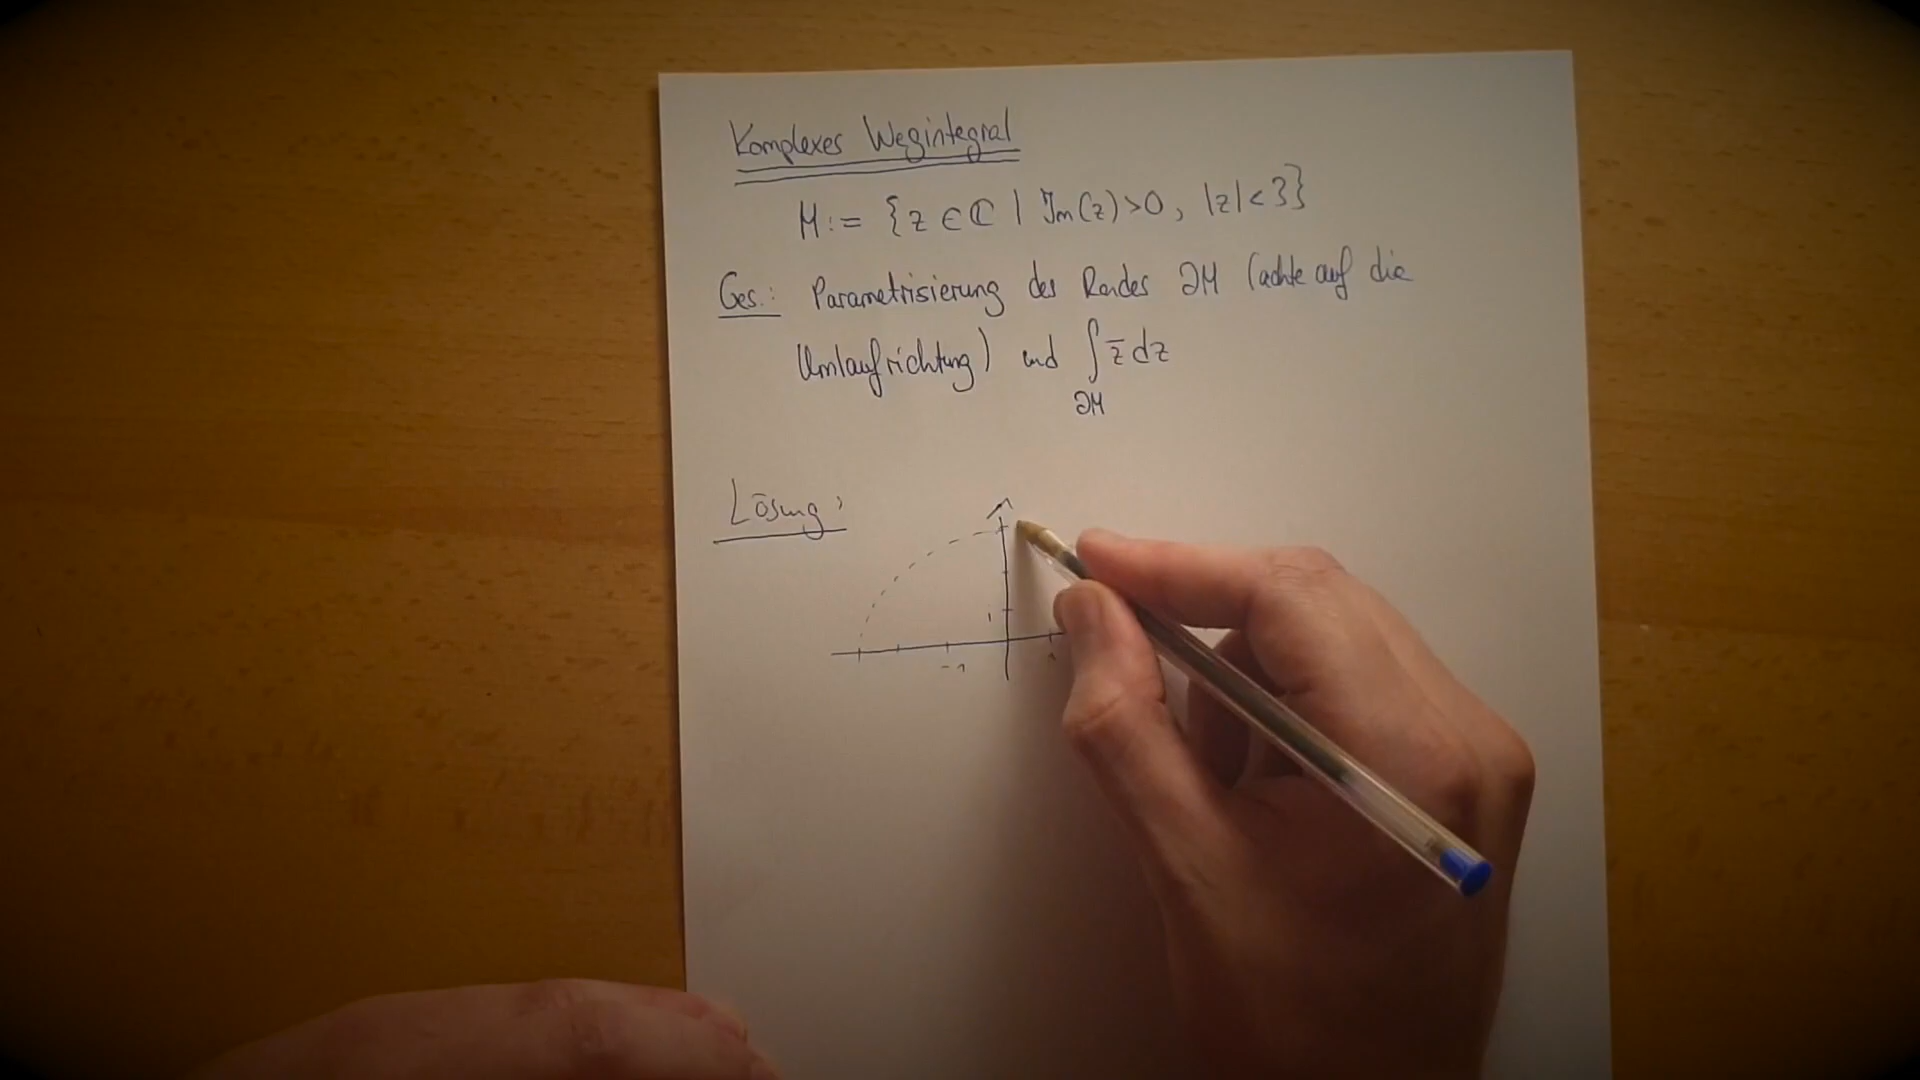 Komplexes Wegintegral
M := {z ∈ ℂ | Im(z)>0, |z|<3}
Ges.: Parametrisierung des Randes ∂M (achte auf die
Umlaufrichtung) und ∫ z̄ dz
∂M
Lösung:
1
-1 1